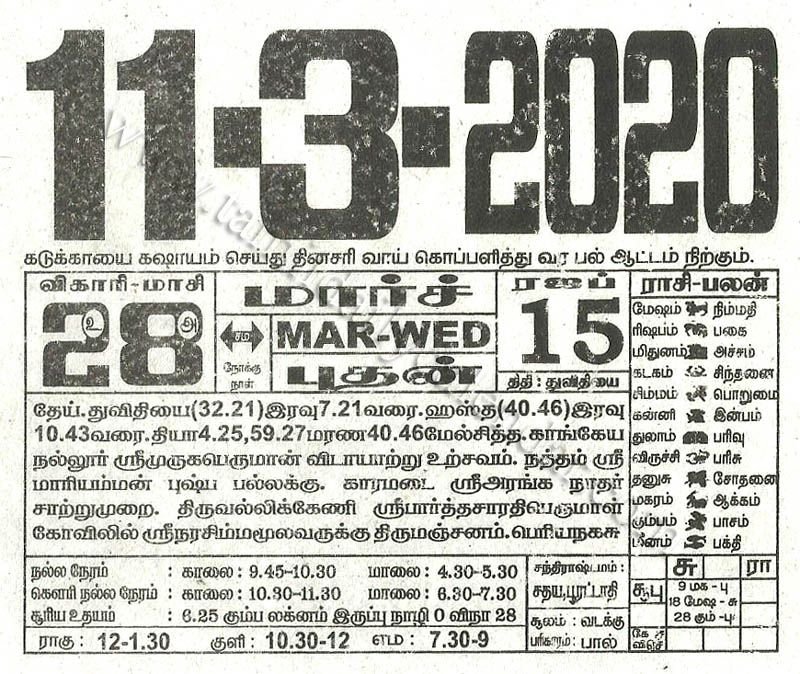 11-3-2020
கடுக்காயை கஷாயம் செய்து தினசரி வாய் கொப்பளித்து வர பல் ஆட்டம் நிற்கும்.
விகாரி-மாசி
28
உ
அ
சம
நோக்கு
நாள்
மார்ச்
MAR-WED
புதன்
ரஜப்
15
திதி : துவிதியை
தேய். துவிதியை(32.21)இரவு7.21வரை. ஹஸ்த(40.46)இரவு
10.43வரை.தியா4.25,59.27மரண40.46மேல்சித்த. காங்கேய
நல்லூர் ஸ்ரீமுருகபெருமான் விடாயாற்று உற்சவம். நத்தம் ஸ்ரீ
மாரியம்மன் புஷ்ப பல்லக்கு. காரமடை ஸ்ரீஅரங்க நாதர்
சாற்றுமுறை. திருவல்லிக்கேணி ஸ்ரீபார்த்தசாரதிபெருமாள்
கோவிலில் ஸ்ரீநரசிம்மமூலவருக்கு திருமஞ்சனம். பெரியநகசு
ராசி-பலன்
மேஷம் நிம்மதி
ரிஷபம் பகை
மிதுனம் அச்சம்
கடகம் சிந்தனை
சிம்மம் பொறுமை
கன்னி இன்பம்
துலாம் பரிவு
விருச்சி பரிசு
தனுசு சோதனை
மகரம் ஆக்கம்
கும்பம் பாசம்
மீனம் பக்தி
நல்ல நேரம் : காலை: 9.45-10.30 மாலை: 4.30-5.30
கௌரி நல்ல நேரம் : காலை: 10.30-11.30 மாலை: 6.30-7.30
சூரிய உதயம் : 6.25 கும்ப லக்னம் இருப்பு நாழி 0 விநா 28
ராகு: 12-1.30 குளி: 10.30-12 எம: 7.30-9
சந்திராஷ்டமம் :
சதய,பூரட்டாதி
சூலம் : வடக்கு
பரிகாரம்: பால்
சு ரா
9 மக - பு
18 மேஷ - சு
28 கும் - பு